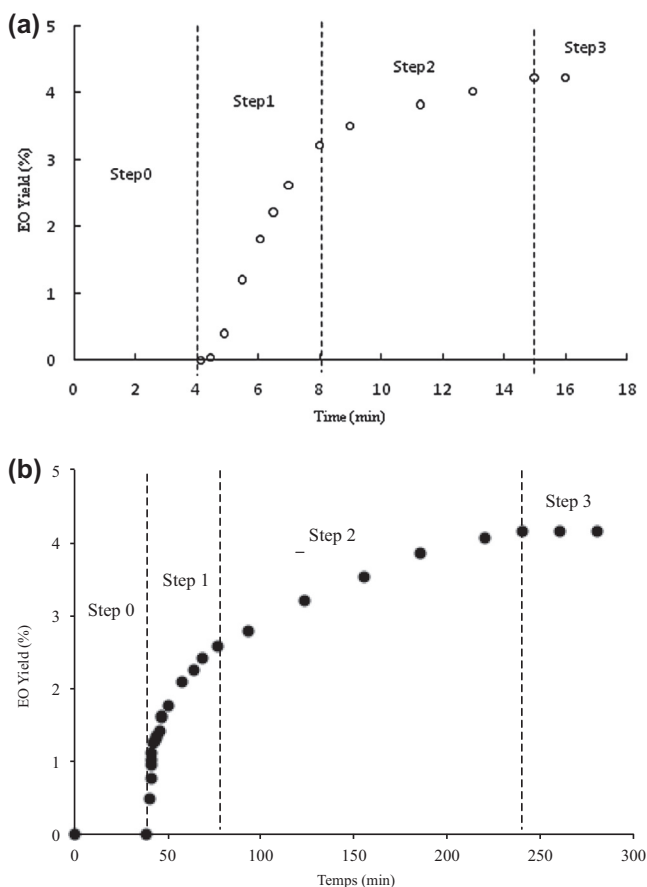 (a)
5
4
3
2
1
0
EO Yield (%)
Step0
Step1
Step2
Step3
0 2 4 6 8 10 12 14 16 18
Time (min)
(b)
5
4
3
2
1
0
EO Yield (%)
Step 0
Step 1
Step 2
Step 3
0 50 100 150 200 250 300
Temps (min)